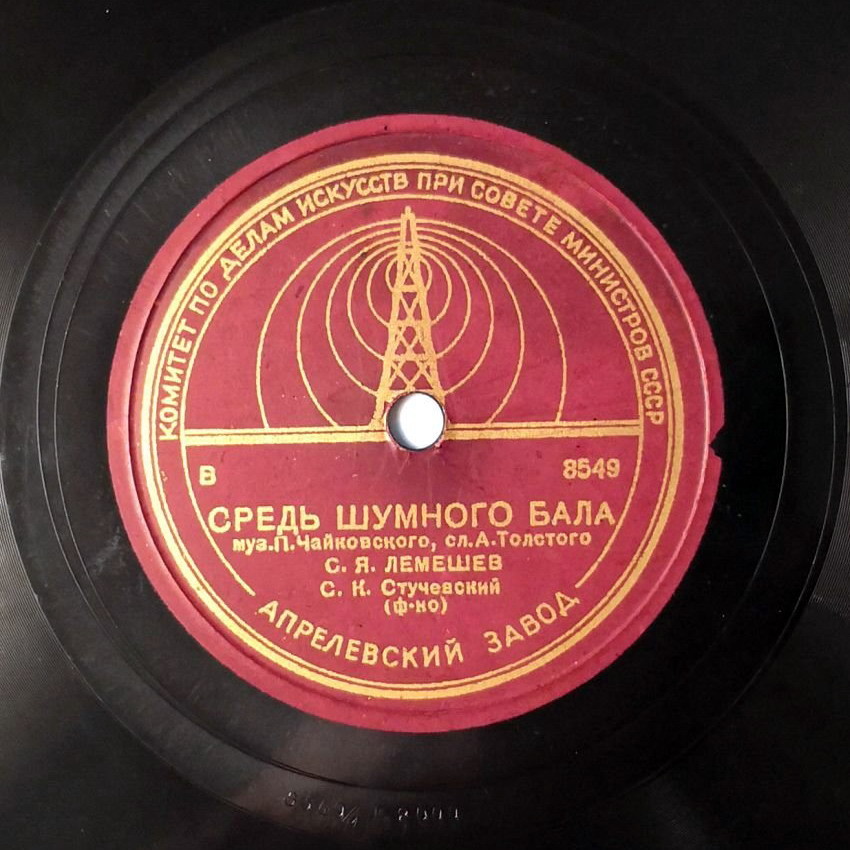 КОМИТЕТ ПО ДЕЛАМ ИСКУССТВ ПРИ СОВЕТЕ МИНИСТРОВ СССР
В 8549
СРЕДЬ ШУМНОГО БАЛА
муз.П.Чайковского, сл.А.Толстого
С. Я. ЛЕМЕШЕВ
С. К. Стучевский
(ф-но)
АПРЕЛЕВСКИЙ ЗАВОД